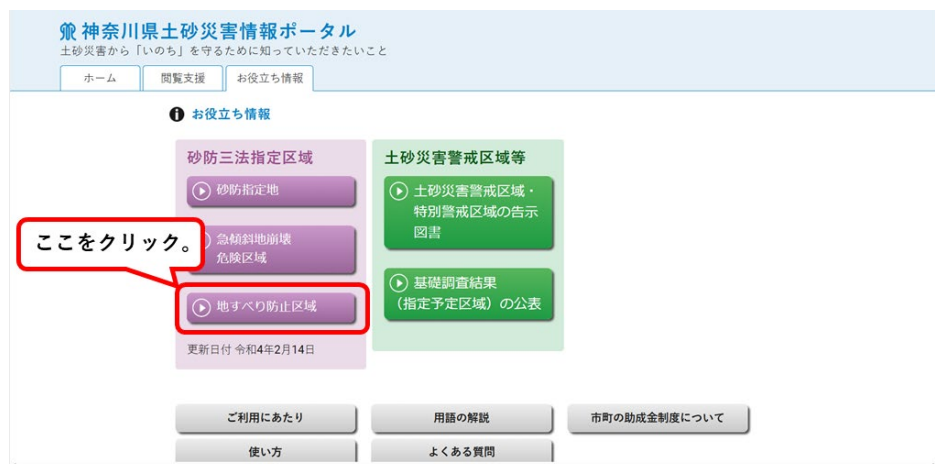 神奈川県土砂災害情報ポータル
土砂災害から「いのち」を守るために知っていただきたいこと
ホーム
閲覧支援
お役立ち情報
お役立ち情報
砂防三法指定区域
砂防指定地
急傾斜地崩壊
危険区域
地すべり防止区域
更新日付 令和4年2月14日
ここをクリック。
土砂災害警戒区域等
土砂災害警戒区域・
特別警戒区域の告示
図書
基礎調査結果
（指定予定区域）の公表
ご利用にあたり
用語の解説
市町の助成金制度について
使い方
よくある質問